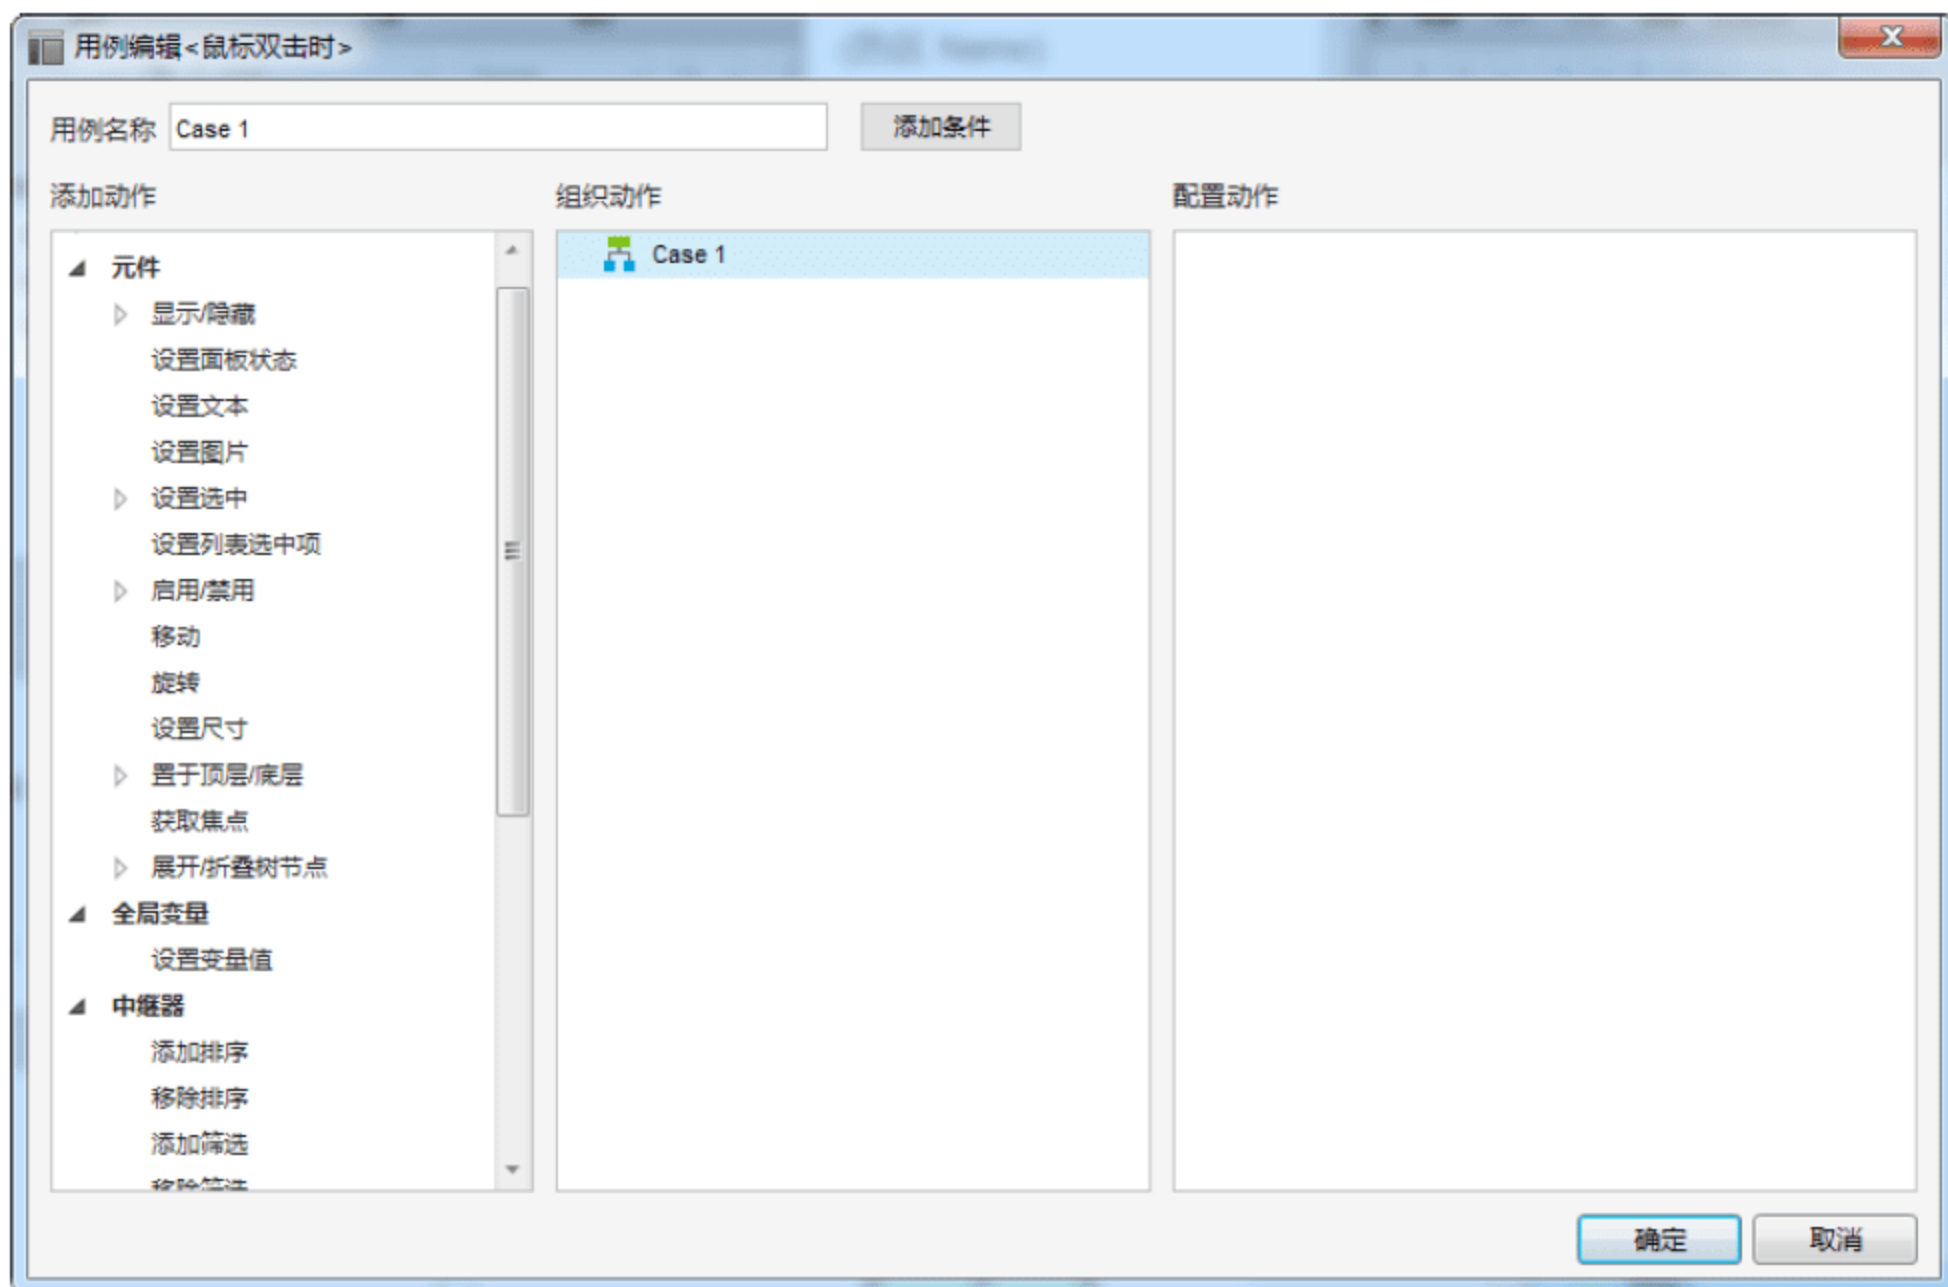 用例编辑<鼠标双击时>
用例名称 Case 1 添加条件
添加动作 组织动作 配置动作
元件
显示/隐藏
设置面板状态
设置文本
设置图片
设置选中
设置列表选中项
启用/禁用
移动
旋转
设置尺寸
置于顶层/底层
获取焦点
展开/折叠树节点
全局变量
设置变量值
中继器
添加排序
移除排序
添加筛选
移除筛选
Case 1
确定 取消